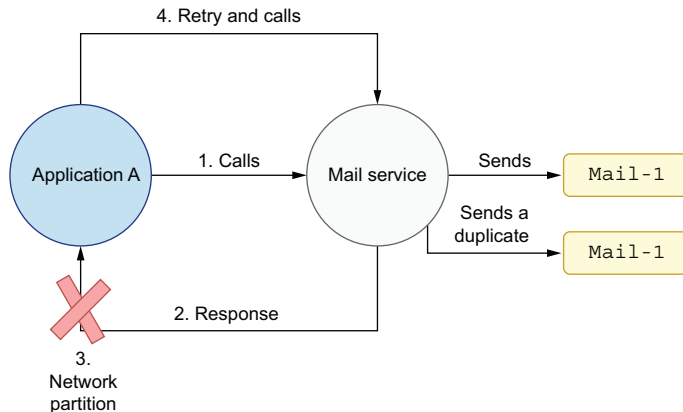 4. Retry and calls
Application A
1. Calls
Mail service
Sends
Mail-1
Sends a
duplicate
Mail-1
2. Response
3.
Network
partition